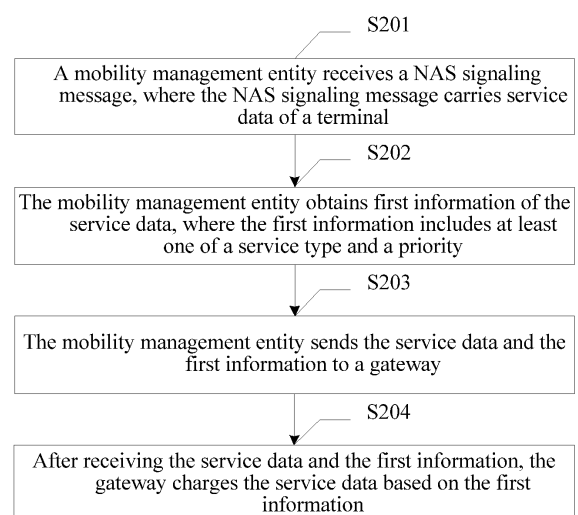 S201
A mobility management entity receives a NAS signaling
message, where the NAS signaling message carries service
data of a terminal
S202
The mobility management entity obtains first information of the
service data, where the first information includes at least
one of a service type and a priority
S203
The mobility management entity sends the service data and the
first information to a gateway
S204
After receiving the service data and the first information, the
gateway charges the service data based on the first
information